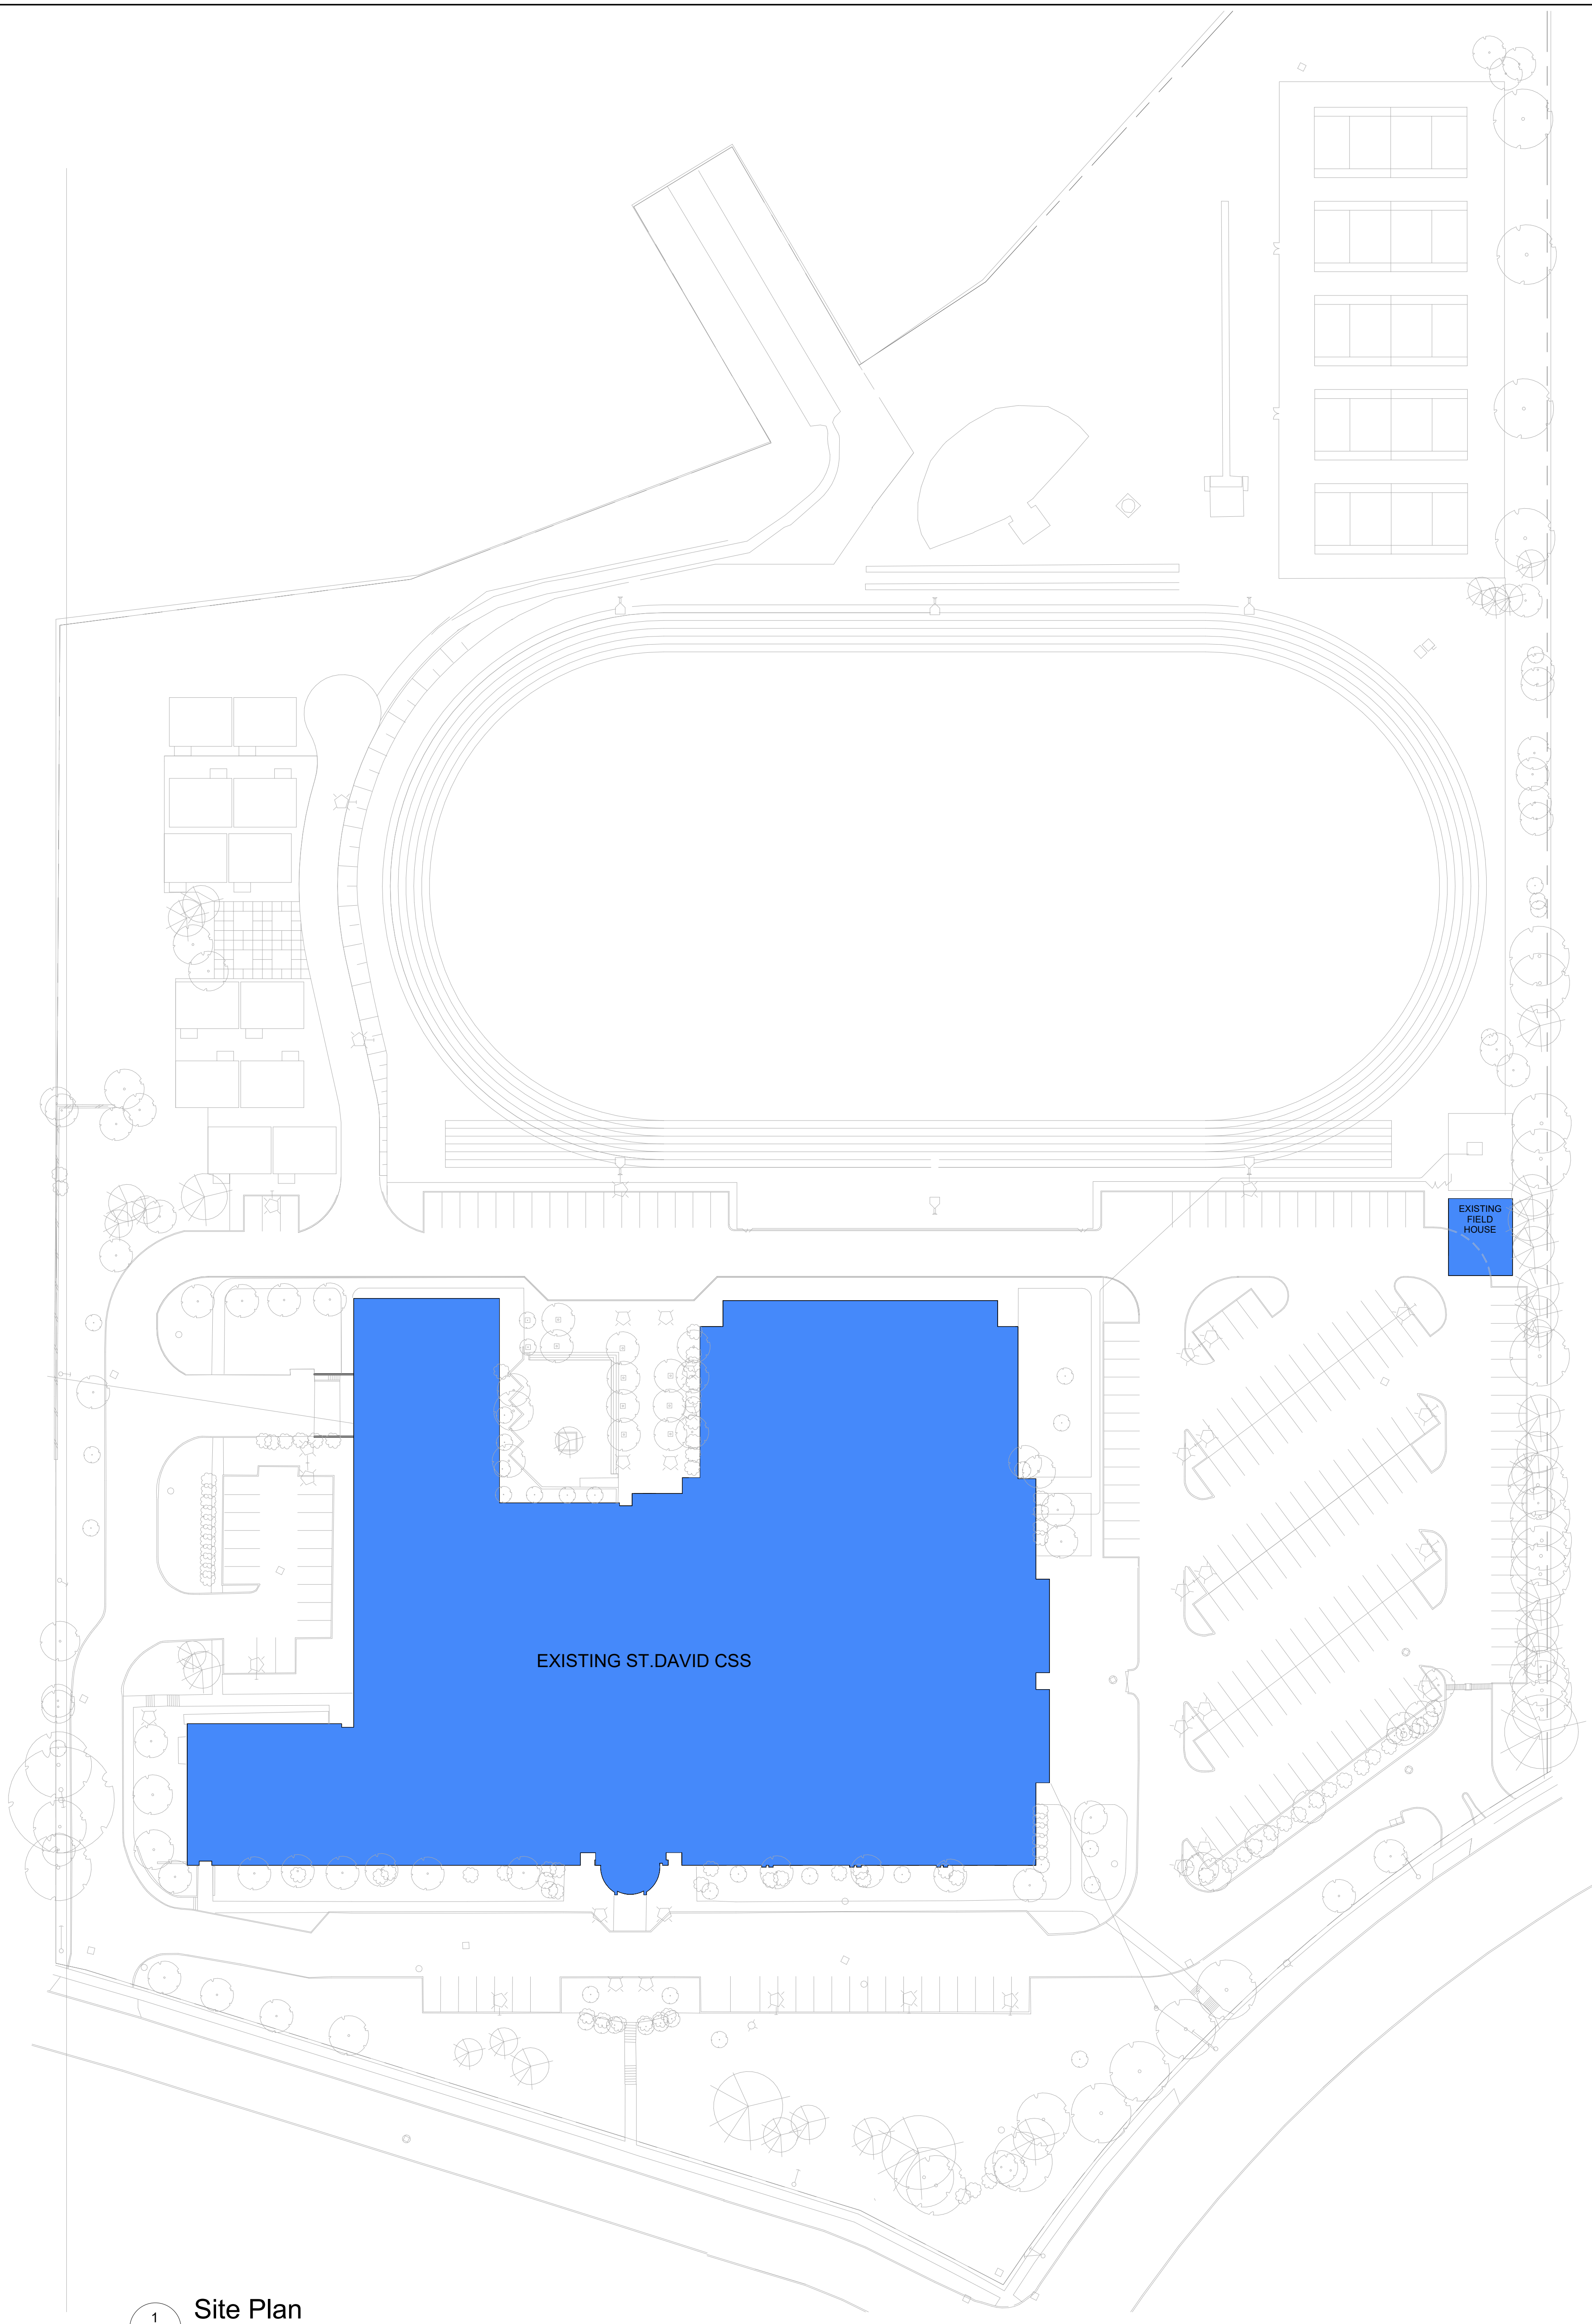 EXISTING
FIELD
HOUSE
EXISTING ST.DAVID CSS
1
Site Plan